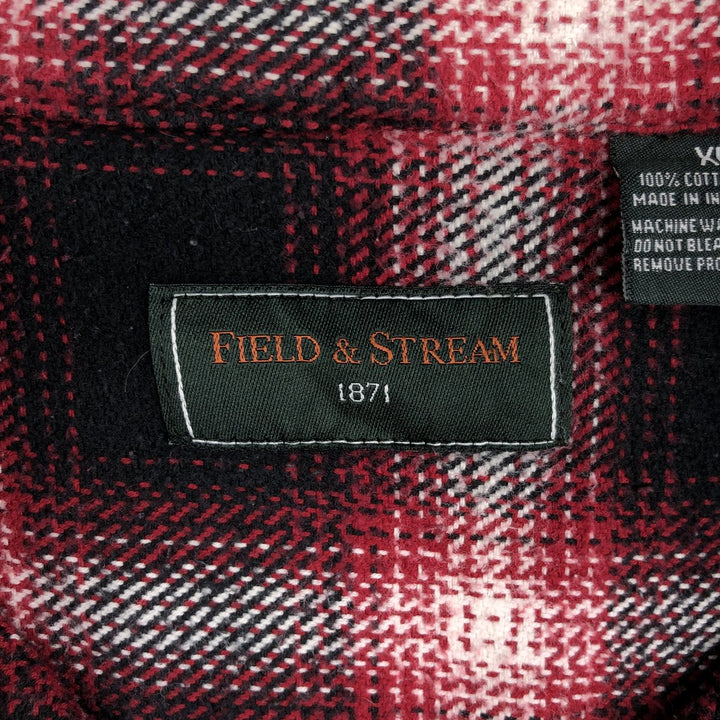 FIELD & STREAM
1871
100% COTT
MADE IN IN
MACHINE WA
DO NOT BLEA
REMOVE PRO